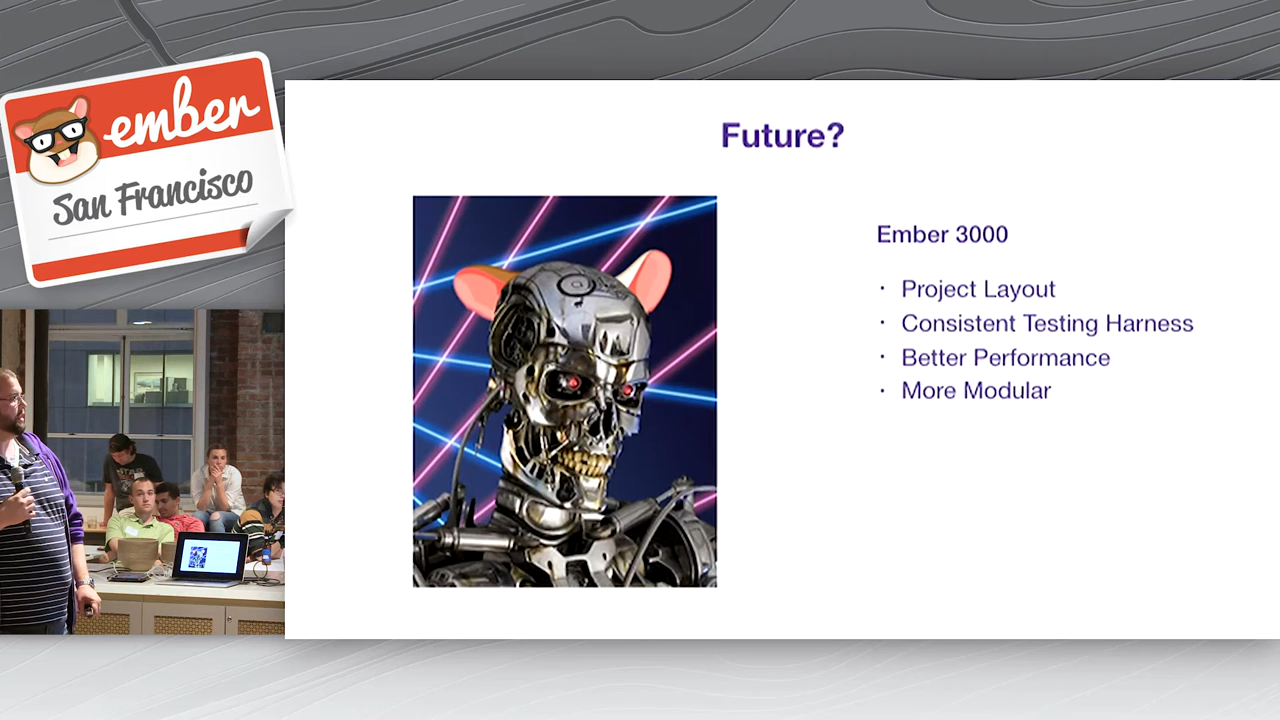 ember
San Francisco
Future?
Ember 3000
· Project Layout
· Consistent Testing Harness
· Better Performance
· More Modular